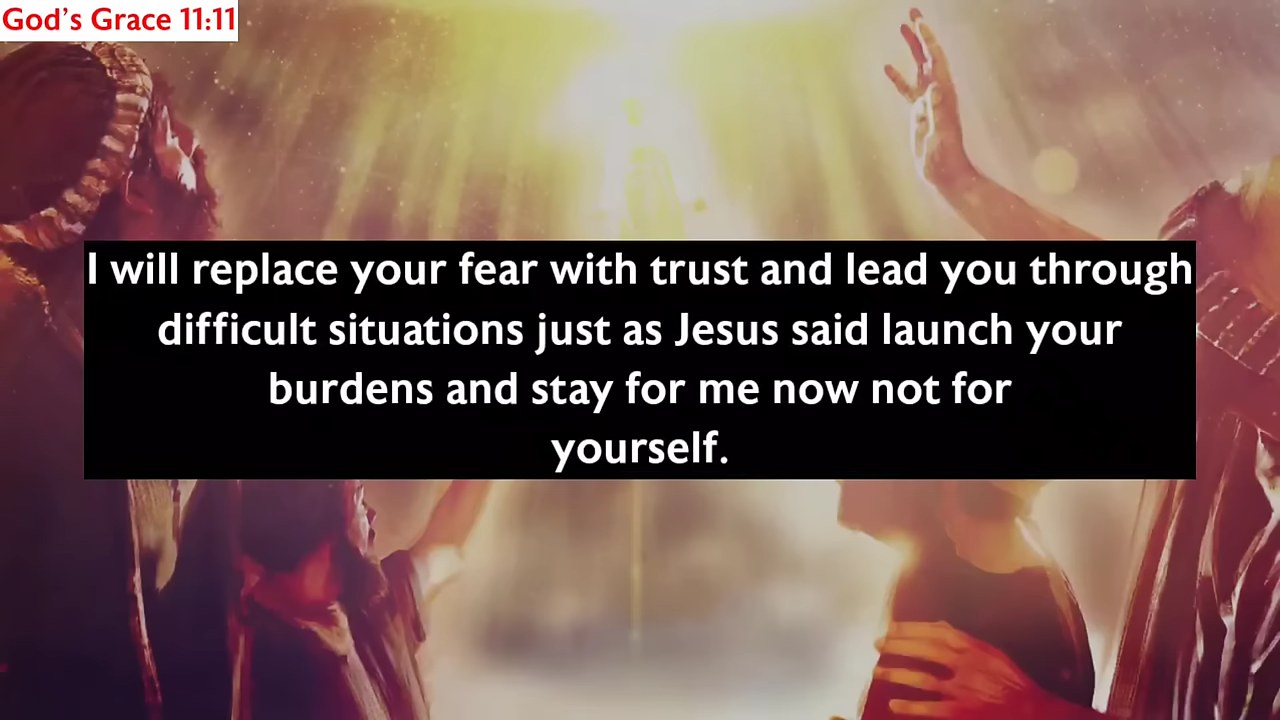 God's Grace 11:11
I will replace your fear with trust and lead you through
difficult situations just as Jesus said launch your
burdens and stay for me now not for
yourself.